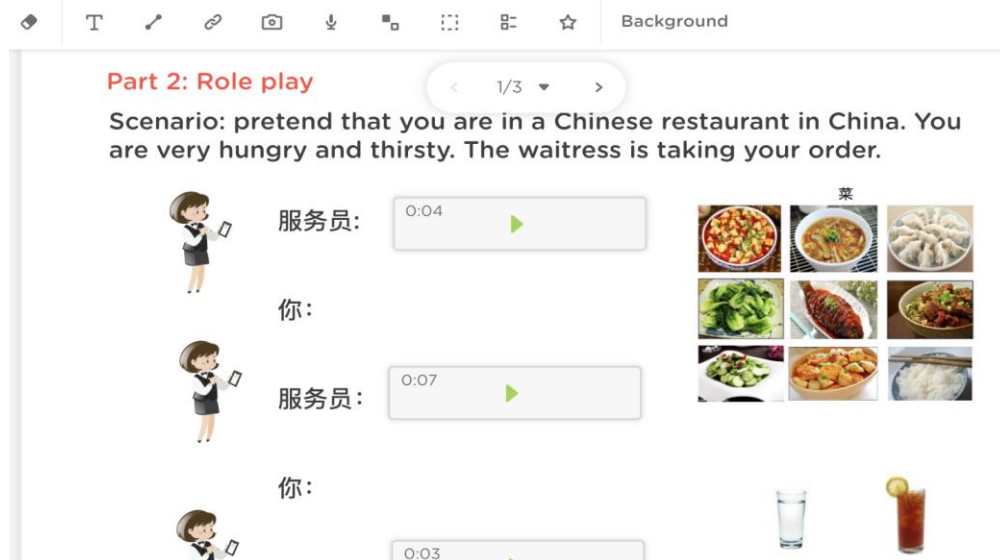 Background
Part 2: Role play
1/3
Scenario: pretend that you are in a Chinese restaurant in China. You
are very hungry and thirsty. The waitress is taking your order.
菜
服务员:
0:04
你:
服务员:
0:07
你:
0:03